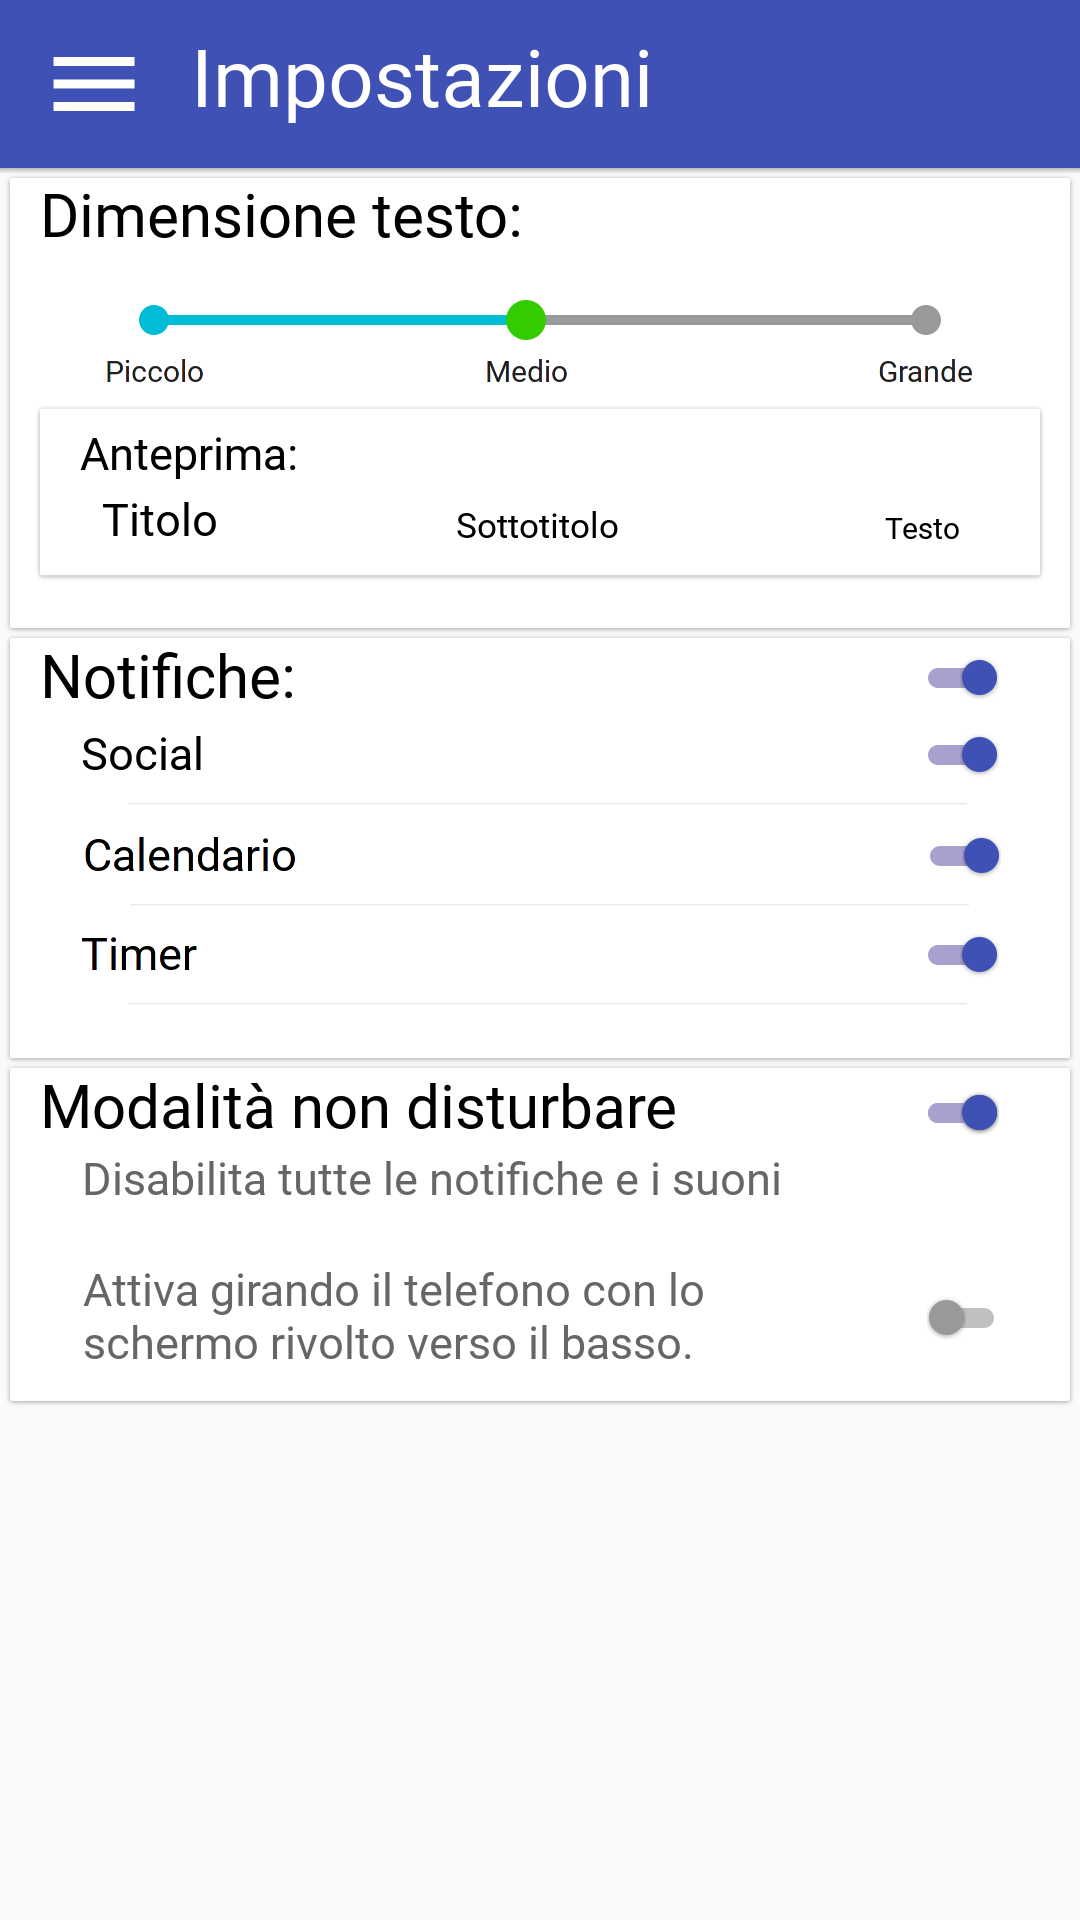 Impostazioni
Dimensione testo:
Piccolo Medio Grande
Anteprima:
Titolo Sottotitolo Testo
Notifiche:
Social
Calendario
Timer
Modalità non disturbare
Disabilita tutte le notifiche e i suoni
Attiva girando il telefono con lo
schermo rivolto verso il basso.